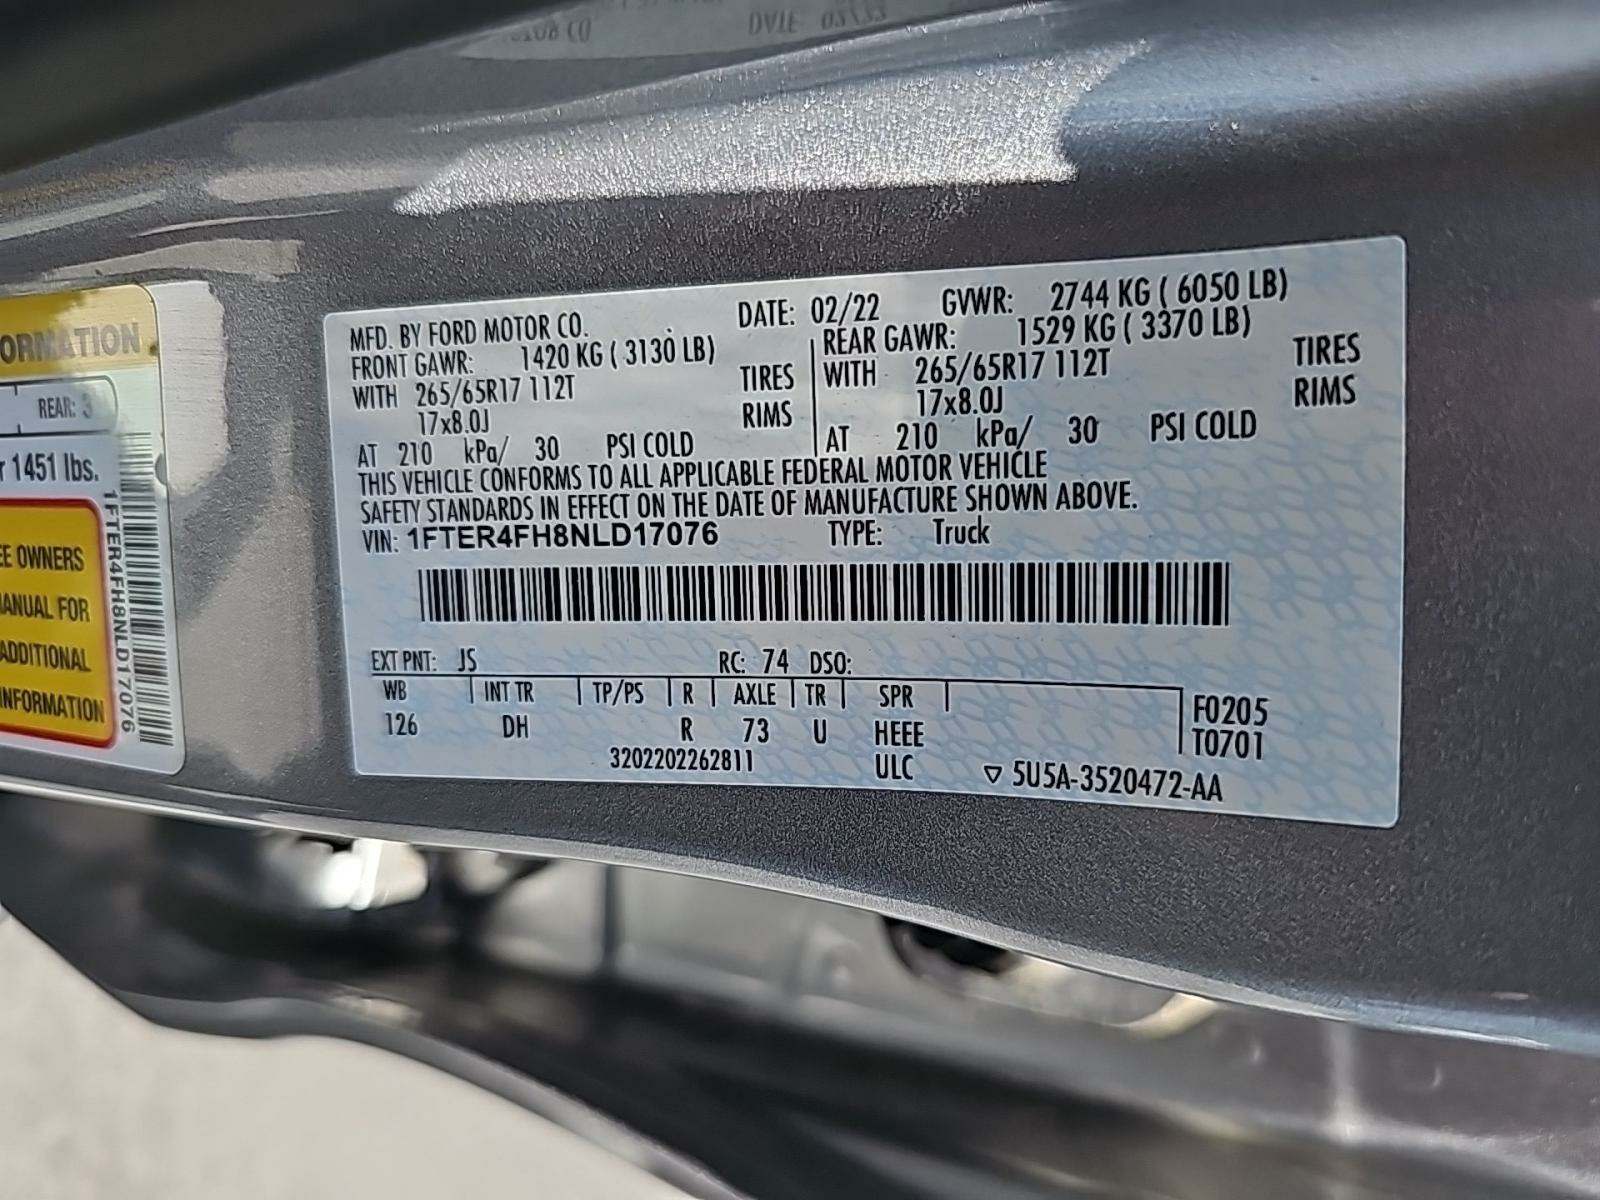 ORMATION
REAR: 3
r 1451 lbs.
EE OWNERS
MANUAL FOR
ADDITIONAL
INFORMATION
1FTER4FH8NLD17076
MFD. BY FORD MOTOR CO. DATE: 02/22 GVWR: 2744 KG ( 6050 LB)
FRONT GAWR: 1420 KG ( 3130 LB) REAR GAWR: 1529 KG ( 3370 LB)
WITH 265/65R17 112T TIRES WITH 265/65R17 112T TIRES
17x8.0J RIMS 17x8.0J RIMS
AT 210 kPa/ 30 PSI COLD AT 210 kPa/ 30 PSI COLD
THIS VEHICLE CONFORMS TO ALL APPLICABLE FEDERAL MOTOR VEHICLE
SAFETY STANDARDS IN EFFECT ON THE DATE OF MANUFACTURE SHOWN ABOVE.
VIN: 1FTER4FH8NLD17076 TYPE: Truck
EXT PNT: JS RC: 74 DSO:
WB INT TR TP/PS R AXLE TR SPR F0205
126 DH R 73 U HEEE T0701
3202202262811 ULC ▽ 5U5A-3520472-AA